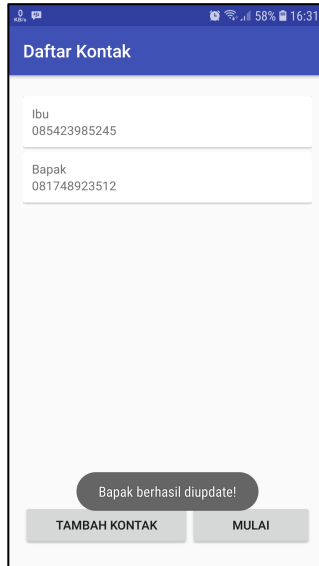 0 KB/s 58% 16:31
Daftar Kontak
Ibu
085423985245
Bapak
081748923512
Bapak berhasil diupdate!
TAMBAH KONTAK MULAI